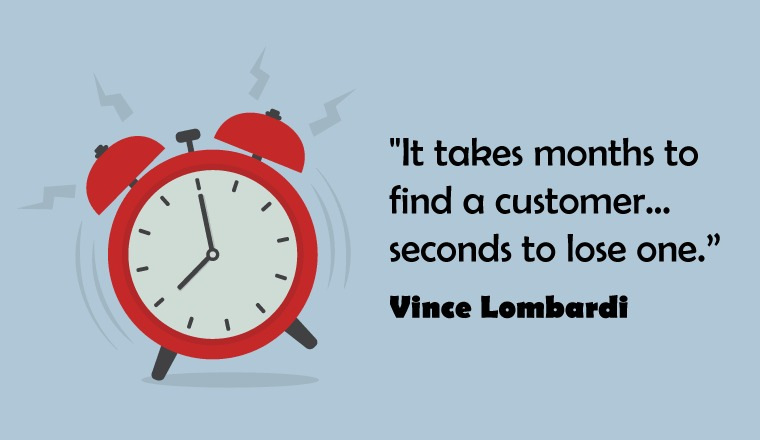 "It takes months to
find a customer...
seconds to lose one.”
Vince Lombardi